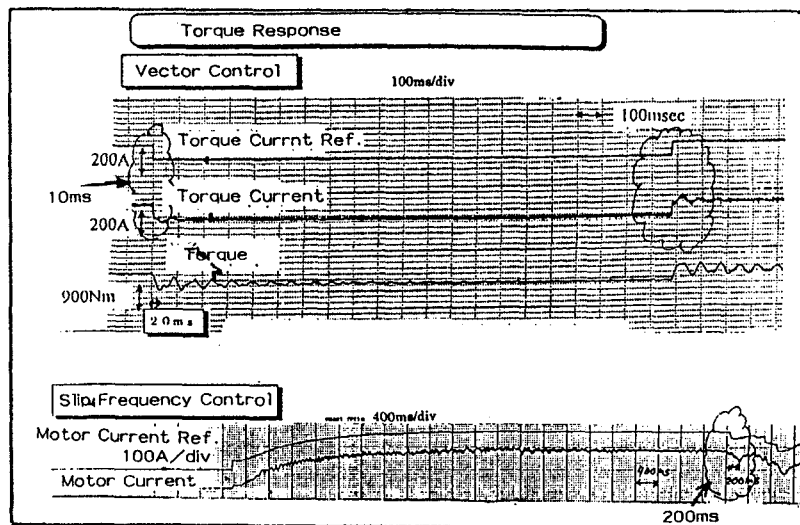 Torque Response
Vector Control
100ms/div
100msec
Torque Currnt Ref.
200A
10ms
Torque Current
200A
Torque
900Nm
20ms
Slip Frequency Control
400ms/div
Motor Current Ref.
100A/div
Motor Current
200ms